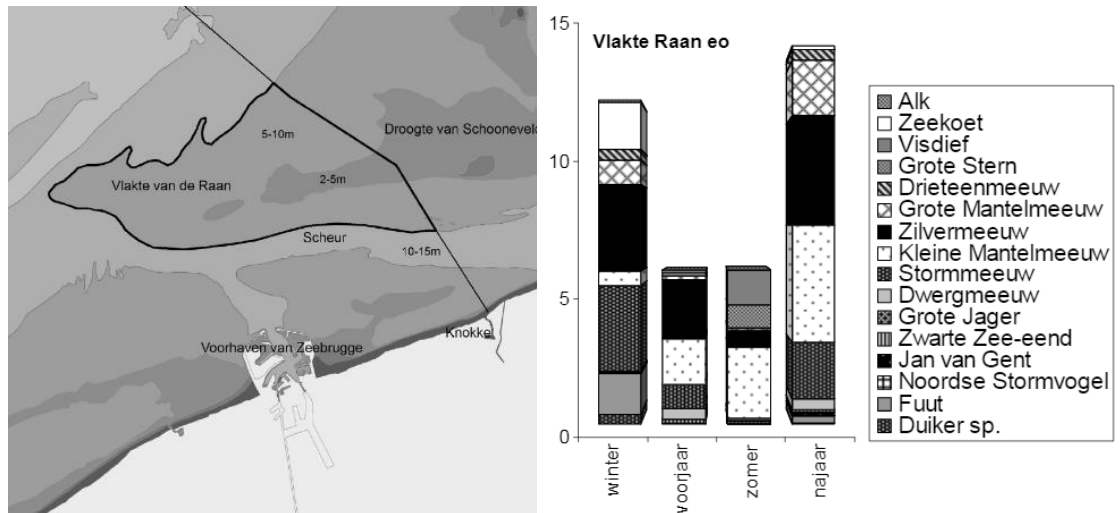 5-10m
Droogte van Schooneveld
Vlakte van de Raan
2-5m
Scheur
10-15m
Knokke
Voorhaven van Zeebrugge
Vlakte Raan eo
15
10
5
0
winter
voorjaar
zomer
najaar
Alk
Zeekoet
Visdief
Grote Stern
Drieteenmeeuw
Grote Mantelmeeuw
Zilvermeeuw
Kleine Mantelmeeuw
Stormmeeuw
Dwergmeeuw
Grote Jager
Zwarte Zee-eend
Jan van Gent
Noordse Stormvogel
Fuut
Duiker sp.